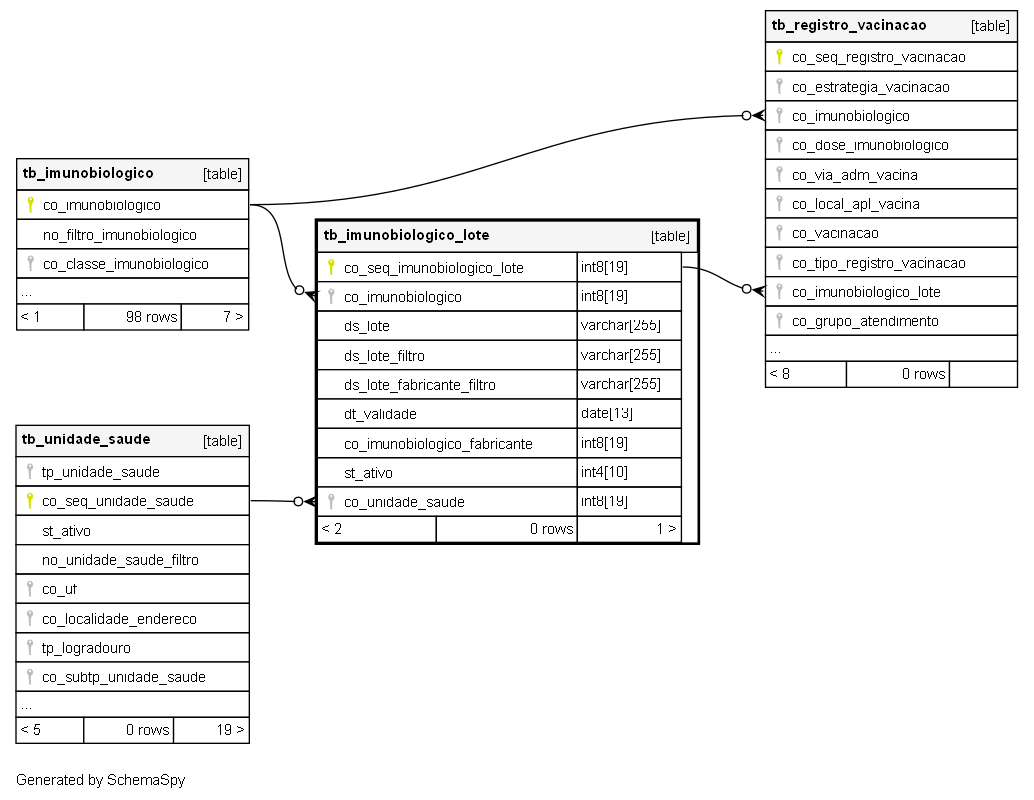 tb_registro_vacinacao [table]
co_seq_registro_vacinacao
co_estrategia_vacinacao
co_imunobiologico
co_dose_imunobiologico
co_via_adm_vacina
co_local_apl_vacina
co_vacinacao
co_tipo_registro_vacinacao
co_imunobiologico_lote
co_grupo_atendimento
...
< 8 0 rows
tb_imunobiologico [table]
co_imunobiologico
no_filtro_imunobiologico
co_classe_imunobiologico
...
< 1 98 rows 7 >
tb_imunobiologico_lote [table]
co_seq_imunobiologico_lote int8[19]
co_imunobiologico int8[19]
ds_lote varchar[255]
ds_lote_filtro varchar[255]
ds_lote_fabricante_filtro varchar[255]
dt_validade date[13]
co_imunobiologico_fabricante int8[19]
st_ativo int4[10]
co_unidade_saude int8[19]
< 2 0 rows 1 >
tb_unidade_saude [table]
tp_unidade_saude
co_seq_unidade_saude
st_ativo
no_unidade_saude_filtro
co_uf
co_localidade_endereco
tp_logradouro
co_subtp_unidade_saude
...
< 5 0 rows 19 >
Generated by SchemaSpy